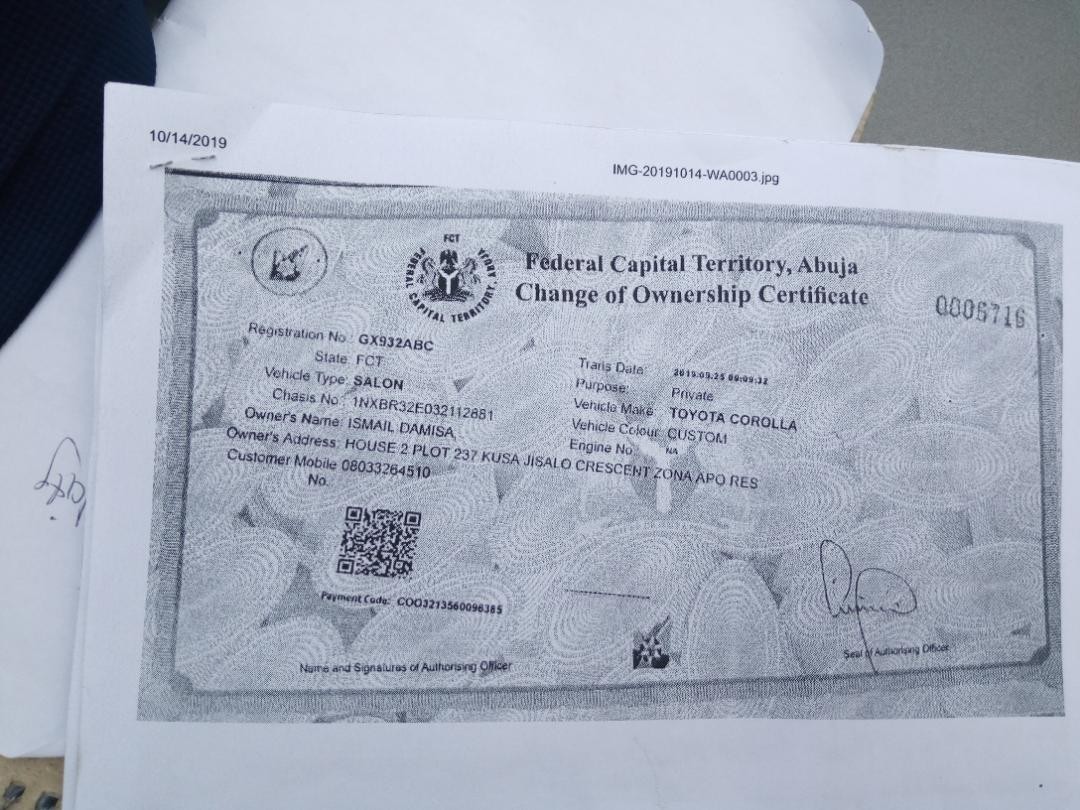 10/14/2019
IMG-20191014-WA0003.jpg
FCT
FEDERAL CAPITAL TERRITORY, ABUJA
Federal Capital Territory, Abuja
Change of Ownership Certificate
0006716
Registration No.: GX932ABC
State: FCT
Vehicle Type: SALON
Chasis No.: 1NXBR32E032112881
Owner's Name: ISMAIL DAMISA
Owner's Address: HOUSE 2 PLOT 237 KUSA JISALO CRESCENT ZONA APO RES
Customer Mobile 08033264510
No.
Trans Date: 2019:09:25 09:09:32
Purpose: Private
Vehicle Make: TOYOTA COROLLA
Vehicle Colour: CUSTOM
Engine No. NA
Payment Code: COO3213560096385
Name and Signatures of Authorising Officer
Seal of Authorising Officer